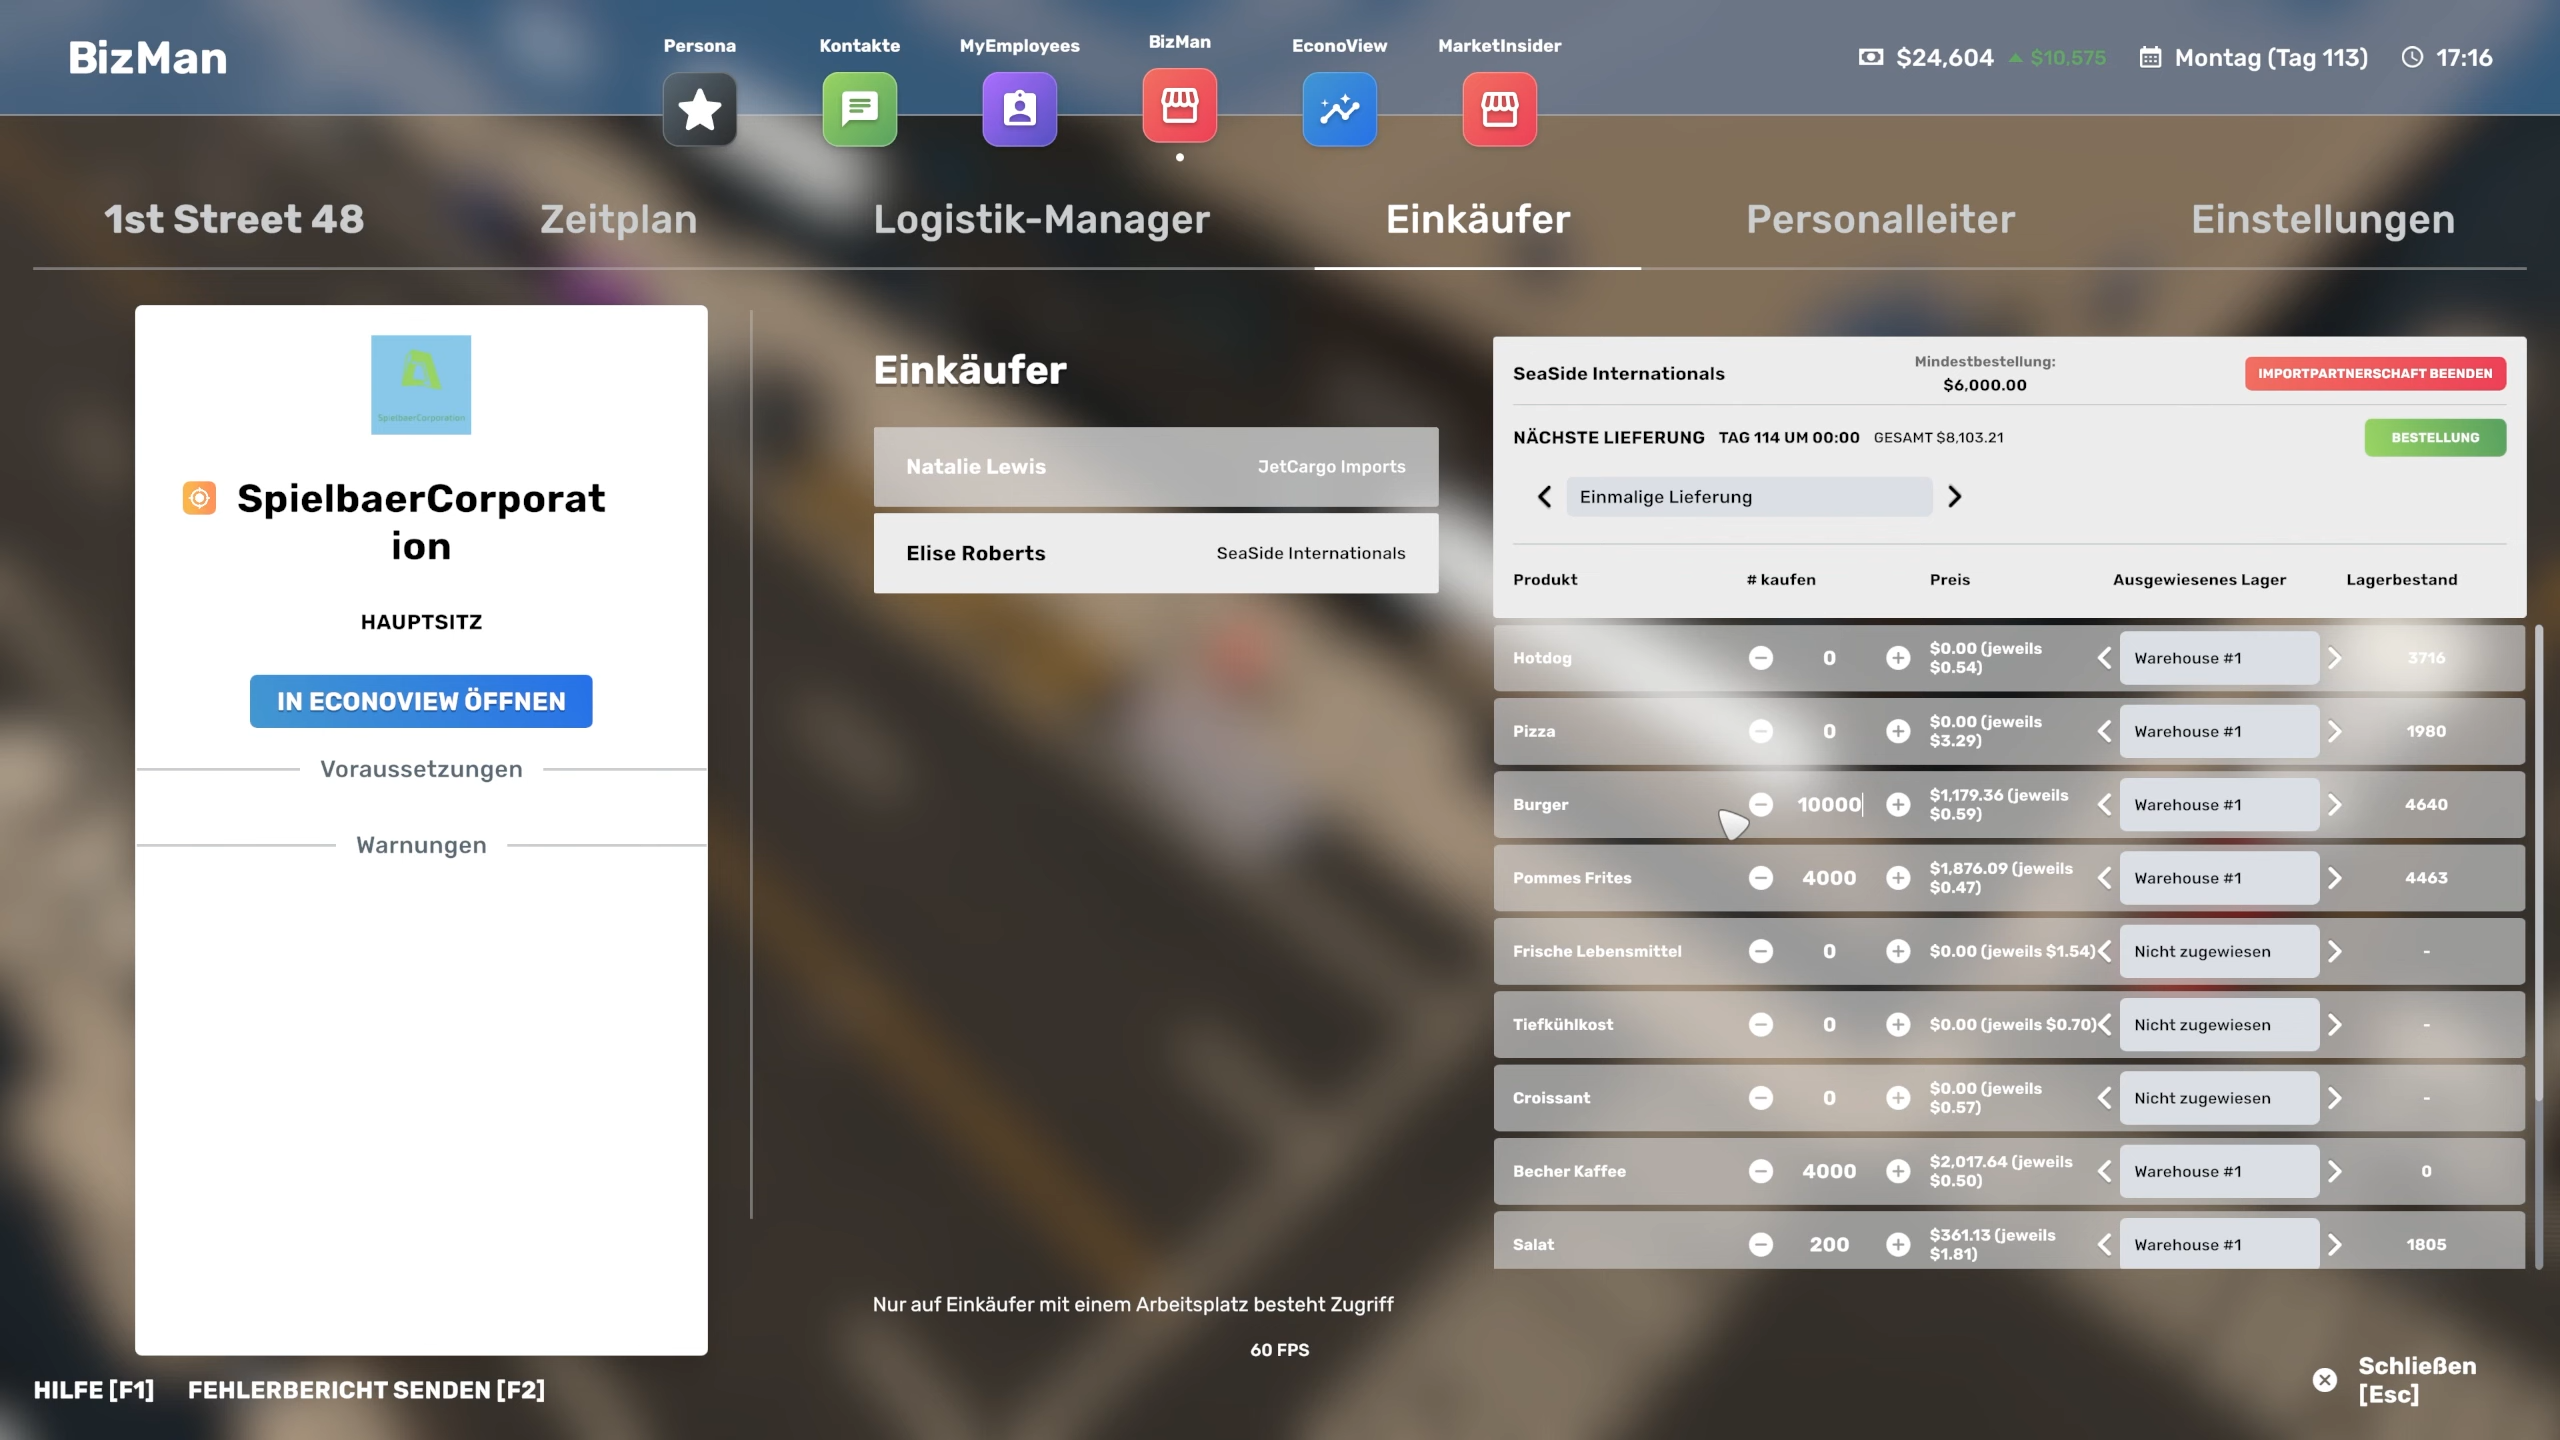 BizMan
Persona
Kontakte
MyEmployees
BizMan
EconoView
MarketInsider
$24,604 $10,575 Montag (Tag 113) 17:16
1st Street 48
Zeitplan
Logistik-Manager
Einkäufer
Personalleiter
Einstellungen
SpielbaerCorporation
SpielbaerCorporat
ion
HAUPTSITZ
IN ECONOVIEW ÖFFNEN
Voraussetzungen
Warnungen
Einkäufer
Natalie Lewis JetCargo Imports
Elise Roberts SeaSide Internationals
Nur auf Einkäufer mit einem Arbeitsplatz besteht Zugriff
60 FPS
SeaSide Internationals
Mindestbestellung:
$6,000.00
IMPORTPARTNERSCHAFT BEENDEN
NÄCHSTE LIEFERUNG TAG 114 UM 00:00 GESAMT $8,103.21
BESTELLUNG
Einmalige Lieferung
Produkt # kaufen Preis Ausgewiesenes Lager Lagerbestand
Hotdog 0 $0.00 (jeweils
$0.54) Warehouse #1 3716
Pizza 0 $0.00 (jeweils
$3.29) Warehouse #1 1980
Burger 10000 $1,179.36 (jeweils
$0.59) Warehouse #1 4640
Pommes Frites 4000 $1,876.09 (jeweils
$0.47) Warehouse #1 4463
Frische Lebensmittel 0 $0.00 (jeweils $1.54) Nicht zugewiesen -
Tiefkühlkost 0 $0.00 (jeweils $0.70) Nicht zugewiesen -
Croissant 0 $0.00 (jeweils
$0.57) Nicht zugewiesen -
Becher Kaffee 4000 $2,017.64 (jeweils
$0.50) Warehouse #1 0
Salat 200 $361.13 (jeweils
$1.81) Warehouse #1 1805
HILFE [F1] FEHLERBERICHT SENDEN [F2]
Schließen
[Esc]